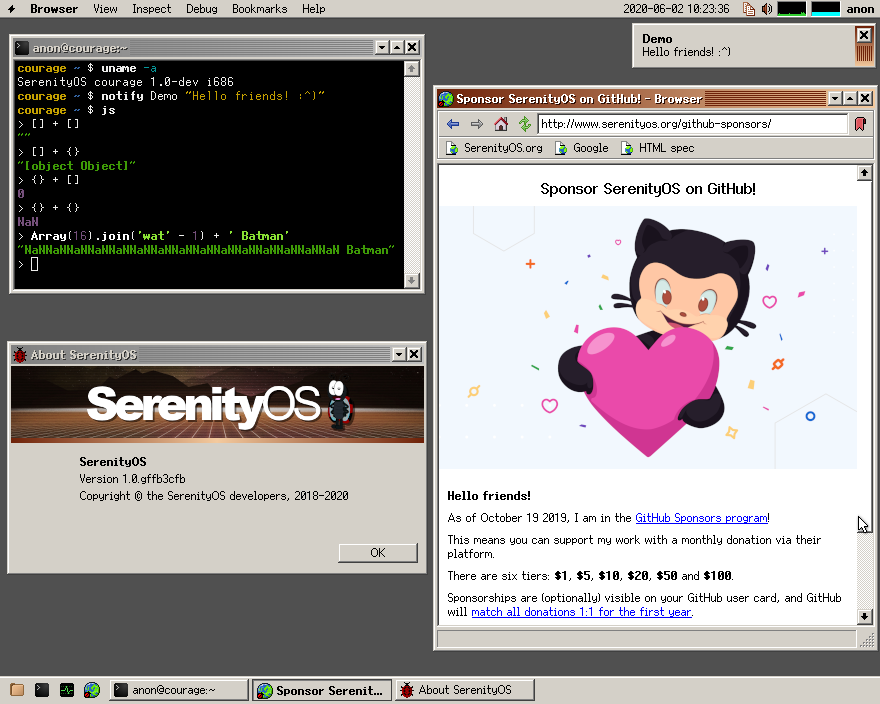 Browser View Inspect Debug Bookmarks Help 2020-06-02 10:23:36 anon
anon@courage:~
courage ~ $ uname -a
SerenityOS courage 1.0-dev i686
courage ~ $ notify Demo "Hello friends! :^)"
courage ~ $ js
> [] + []
""
> [] + {}
"[object Object]"
> {} + []
0
> {} + {}
NaN
> Array(16).join('wat' - 1) + ' Batman'
"NaNNaNNaNNaNNaNNaNNaNNaNNaNNaNNaNNaNNaNNaNNaN Batman"
>
Demo
Hello friends! :^)
Sponsor SerenityOS on GitHub! - Browser
http://www.serenityos.org/github-sponsors/
SerenityOS.org Google HTML spec
Sponsor SerenityOS on GitHub!
Hello friends!
As of October 19 2019, I am in the GitHub Sponsors program!
This means you can support my work with a monthly donation via their
platform.
There are six tiers: $1, $5, $10, $20, $50 and $100.
Sponsorships are (optionally) visible on your GitHub user card, and GitHub
will match all donations 1:1 for the first year.
About SerenityOS
SerenityOS
SerenityOS
Version 1.0.gffb3cfb
Copyright © the SerenityOS developers, 2018-2020
OK
anon@courage:~ Sponsor Serenit... About SerenityOS